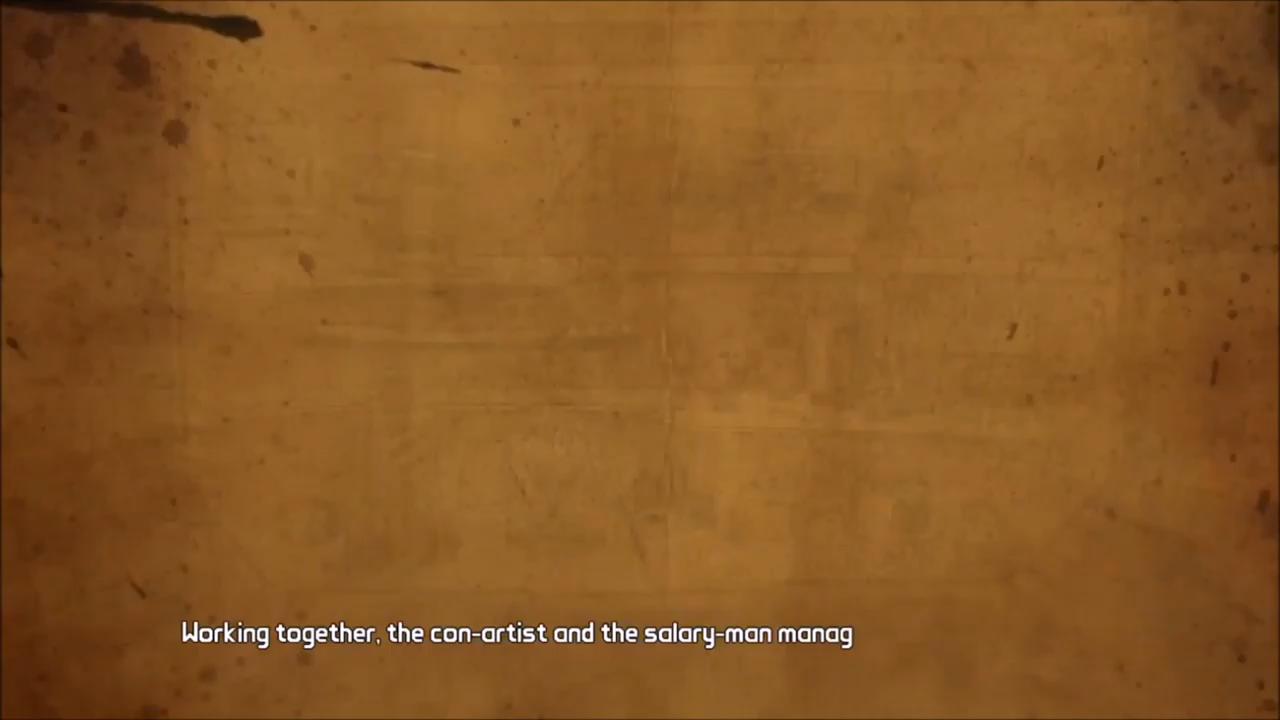 Working together, the con-artist and the salary-man manag